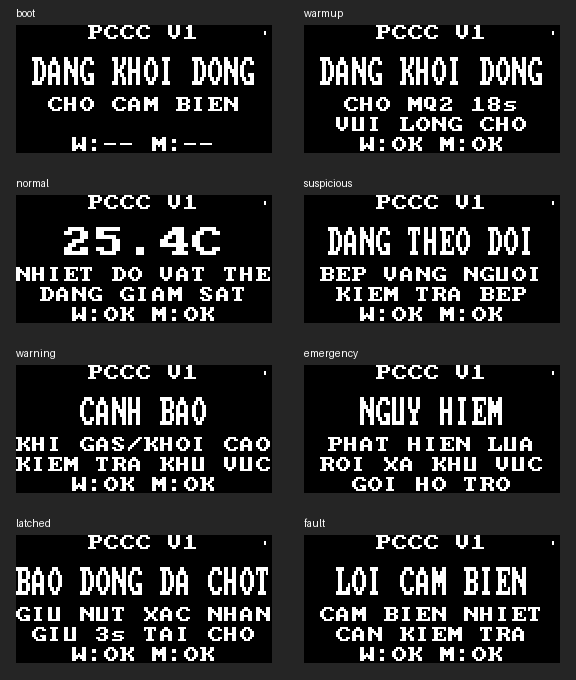 boot
PCCC V1
DANG KHOI DONG
CHO CAM BIEN
W:-- M:--
warmup
PCCC V1
DANG KHOI DONG
CHO MQ2 18s
VUI LONG CHO
W:OK M:OK
normal
PCCC V1
25.4C
NHIET DO VAT THE
DANG GIAM SAT
W:OK M:OK
suspicious
PCCC V1
DANG THEO DOI
BEP VANG NGUOI
KIEM TRA BEP
W:OK M:OK
warning
PCCC V1
CANH BAO
KHI GAS/KHOI CAO
KIEM TRA KHU VUC
W:OK M:OK
emergency
PCCC V1
NGUY HIEM
PHAT HIEN LUA
ROI XA KHU VUC
GOI HO TRO
latched
PCCC V1
BAO DONG DA CHOT
GIU NUT XAC NHAN
GIU 3s TAI CHO
W:OK M:OK
fault
PCCC V1
LOI CAM BIEN
CAM BIEN NHIET
CAN KIEM TRA
W:OK M:OK